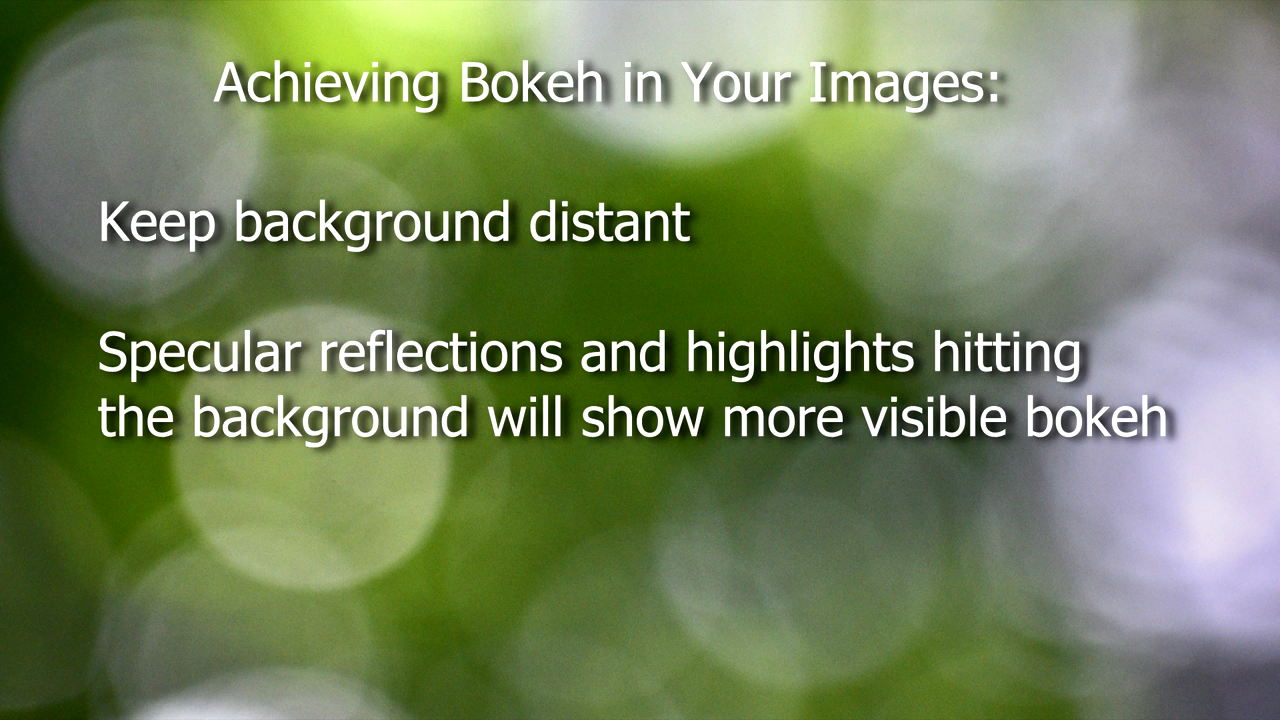 Achieving Bokeh in Your Images:
Keep background distant
Specular reflections and highlights hitting
the background will show more visible bokeh